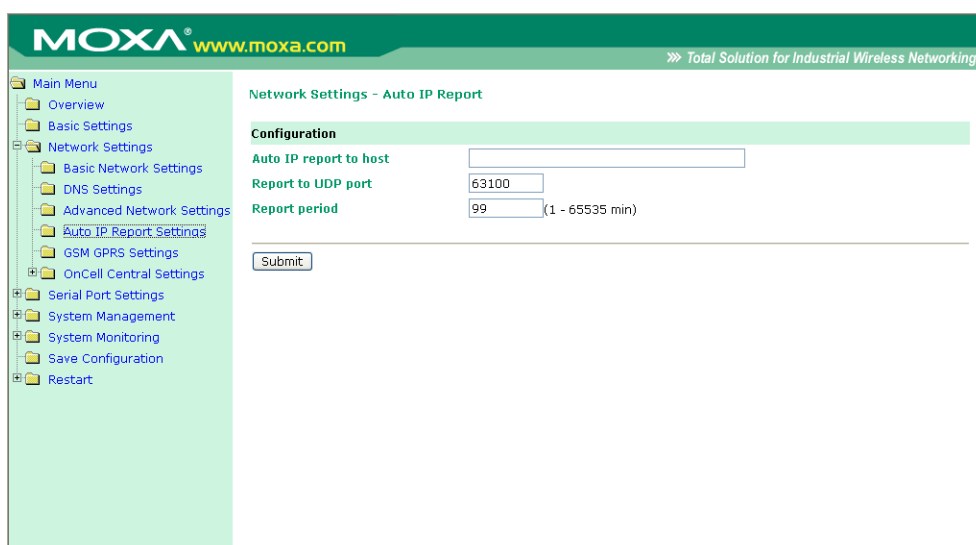 MOXA® www.moxa.com
Total Solution for Industrial Wireless Networking
Main Menu
Overview
Basic Settings
Network Settings
Basic Network Settings
DNS Settings
Advanced Network Settings
Auto IP Report Settings
GSM GPRS Settings
OnCell Central Settings
Serial Port Settings
System Management
System Monitoring
Save Configuration
Restart
Network Settings - Auto IP Report
Configuration
Auto IP report to host
Report to UDP port 63100
Report period 99 (1 - 65535 min)
Submit